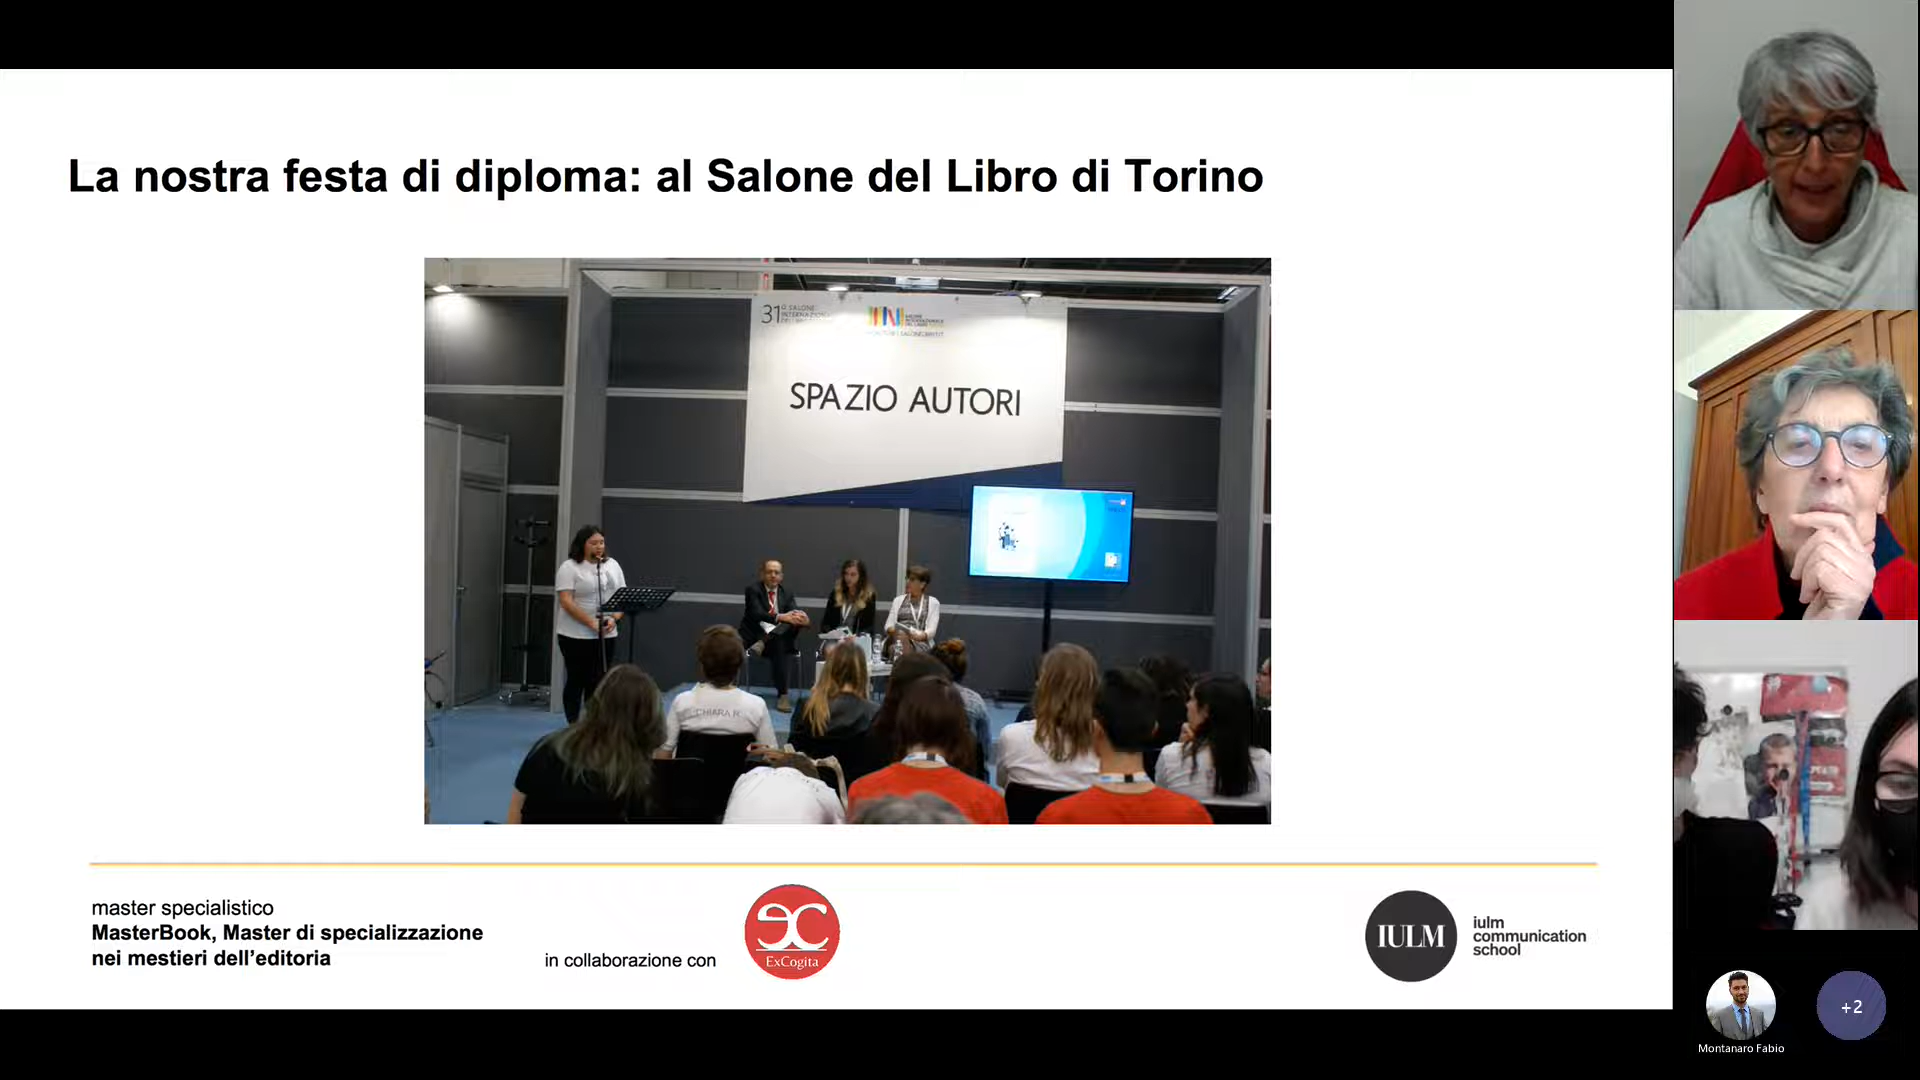 La nostra festa di diploma: al Salone del Libro di Torino
31
SPAZIO AUTORI
CHIARA R.
master specialistico
MasterBook, Master di specializzazione
nei mestieri dell'editoria
in collaborazione con
ExCogita
IULM
iulm
communication
school
+2
Montanaro Fabio